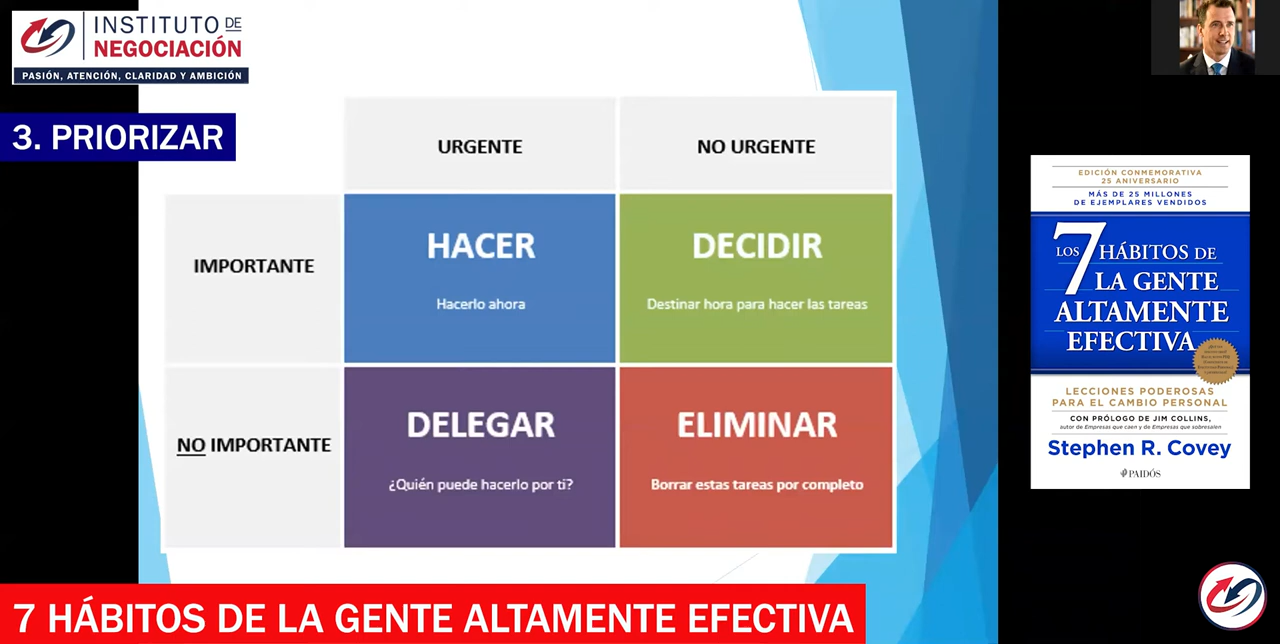 INSTITUTO DE
NEGOCIACIÓN
PASIÓN, ATENCIÓN, CLARIDAD Y AMBICIÓN
3. PRIORIZAR
URGENTE
NO URGENTE
IMPORTANTE
HACER
Hacerlo ahora
DECIDIR
Destinar hora para hacer las tareas
NO IMPORTANTE
DELEGAR
¿Quién puede hacerlo por ti?
ELIMINAR
Borrar estas tareas por completo
EDICIÓN CONMEMORATIVA
25 ANIVERSARIO
MÁS DE 25 MILLONES
DE EJEMPLARES VENDIDOS
LOS 7 HÁBITOS DE
LA GENTE
ALTAMENTE
EFECTIVA
LECCIONES PODEROSAS
PARA EL CAMBIO PERSONAL
CON PRÓLOGO DE JIM COLLINS,
autor de Empresas que caen y de Empresas que sobresalen
Stephen R. Covey
PAIDÓS
7 HÁBITOS DE LA GENTE ALTAMENTE EFECTIVA